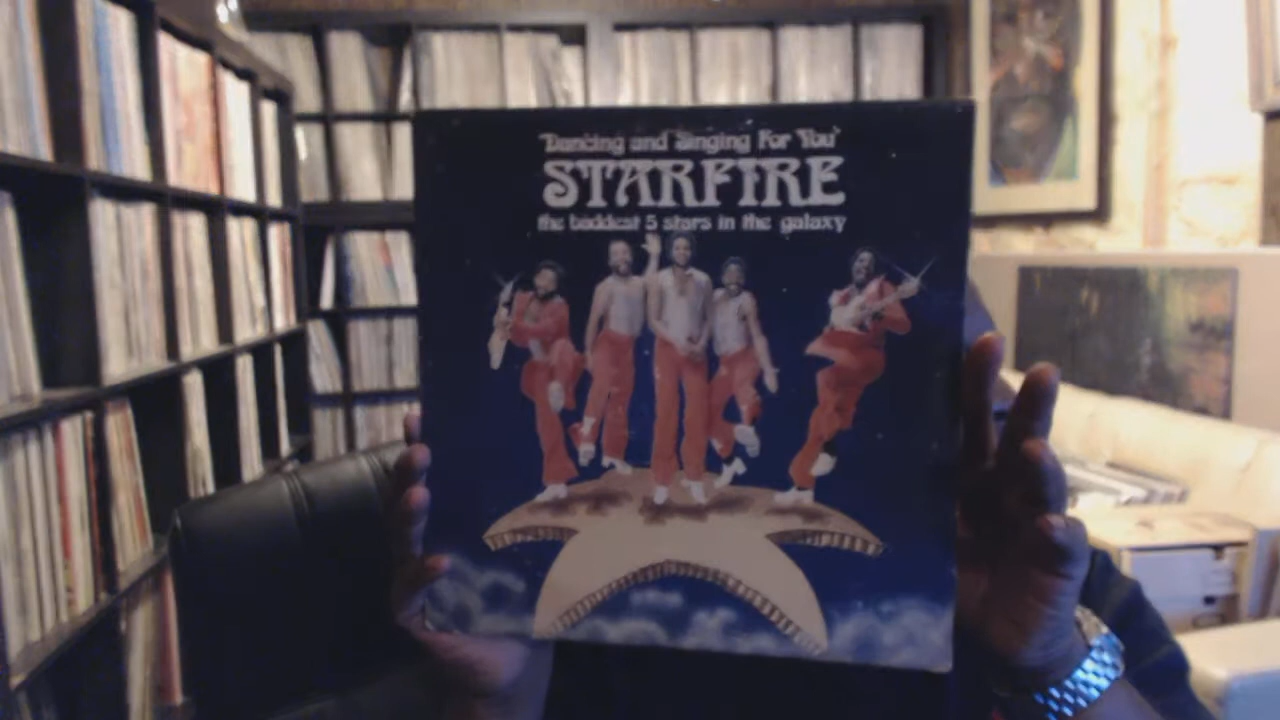 "Dancing and Singing For You"
STARFIRE
the baddest 5 stars in the galaxy